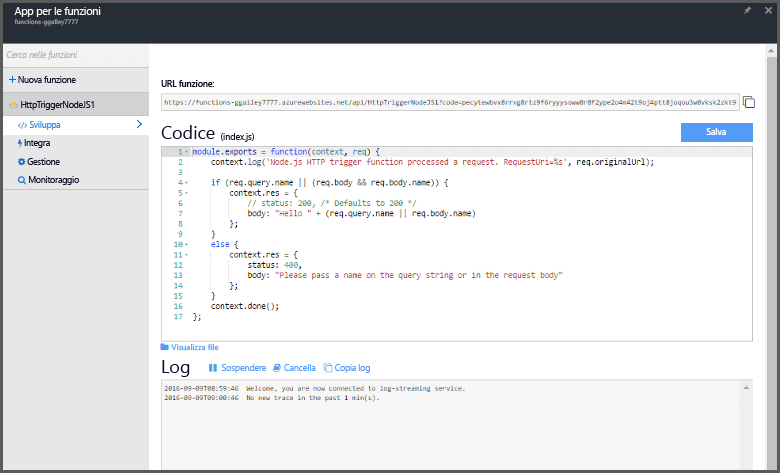 App per le funzioni
functions-ggailey7777
Cerca nelle funzioni
+ Nuova funzione
HttpTriggerNodeJS1
</> Sviluppa
Integra
Gestione
Monitoraggio
URL funzione:
https://functions-ggailey7777.azurewebsites.net/api/HttpTriggerNodeJS1?code=pecytewbvx8rrvg8rtz9f6ryyysoww0r8f2ype2o4m42t9oj4ptt8joqou3w0vksk2zkt9
Codice (index.js)
Salva
1 module.exports = function(context, req) {
2 context.log('Node.js HTTP trigger function processed a request. RequestUri=%s', req.originalUrl);
3
4 if (req.query.name || (req.body && req.body.name)) {
5 context.res = {
6 // status: 200, /* Defaults to 200 */
7 body: "Hello " + (req.query.name || req.body.name)
8 };
9 }
10 else {
11 context.res = {
12 status: 400,
13 body: "Please pass a name on the query string or in the request body"
14 };
15 }
16 context.done();
17 };
Visualizza file
Log Sospendere Cancella Copia log
2016-09-09T08:59:46 Welcome, you are now connected to log-streaming service.
2016-09-09T09:00:46 No new trace in the past 1 min(s).